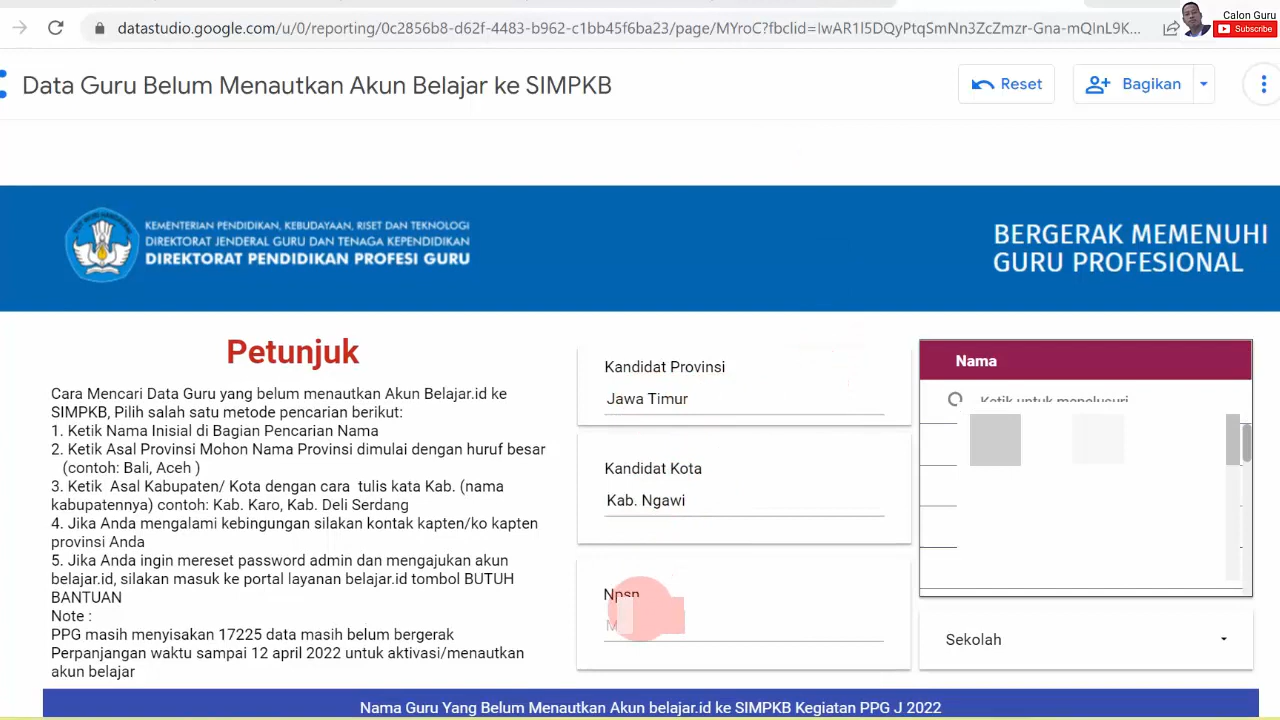 datastudio.google.com/u/0/reporting/0c2856b8-d62f-4483-b962-c1bb45f6ba23/page/MYroC?fbclid=IwAR1l5DQyPtqSmNn3ZcZmzr-Gna-mQInL9K...
Calon Guru
Subscribe
Data Guru Belum Menautkan Akun Belajar ke SIMPKB
Reset
Bagikan
KEMENTERIAN PENDIDIKAN, KEBUDAYAAN, RISET DAN TEKNOLOGI
DIREKTORAT JENDERAL GURU DAN TENAGA KEPENDIDIKAN
DIREKTORAT PENDIDIKAN PROFESI GURU
BERGERAK MEMENUHI
GURU PROFESIONAL
Petunjuk
Cara Mencari Data Guru yang belum menautkan Akun Belajar.id ke
SIMPKB, Pilih salah satu metode pencarian berikut:
1. Ketik Nama Inisial di Bagian Pencarian Nama
2. Ketik Asal Provinsi Mohon Nama Provinsi dimulai dengan huruf besar
(contoh: Bali, Aceh )
3. Ketik Asal Kabupaten/ Kota dengan cara tulis kata Kab. (nama
kabupatennya) contoh: Kab. Karo, Kab. Deli Serdang
4. Jika Anda mengalami kebingungan silakan kontak kapten/ko kapten
provinsi Anda
5. Jika Anda ingin mereset password admin dan mengajukan akun
belajar.id, silakan masuk ke portal layanan belajar.id tombol BUTUH
BANTUAN
Note :
PPG masih menyisakan 17225 data masih belum bergerak
Perpanjangan waktu sampai 12 april 2022 untuk aktivasi/menautkan
akun belajar
Kandidat Provinsi
Jawa Timur
Kandidat Kota
Kab. Ngawi
Npsn
Nama
Ketik untuk menelusuri
Sekolah
Nama Guru Yang Belum Menautkan Akun belajar.id ke SIMPKB Kegiatan PPG J 2022